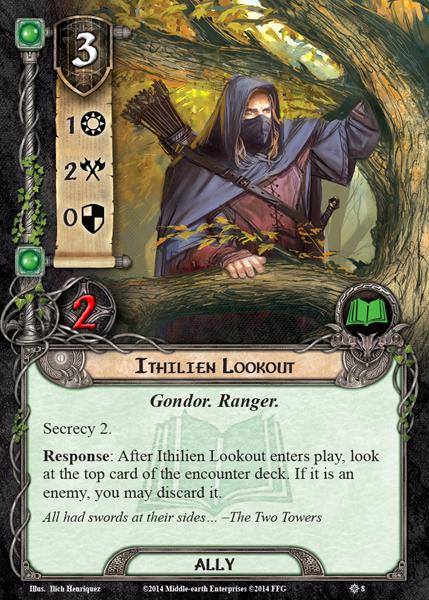 3
1
2
0
2
Ithilien Lookout
Gondor. Ranger.
Secrecy 2.
Response: After Ithilien Lookout enters play, look
at the top card of the encounter deck. If it is an
enemy, you may discard it.
All had swords at their sides… –The Two Towers
ALLY
Illus. Ilich Henriquez ©2014 Middle-earth Enterprises ©2014 FFG 8